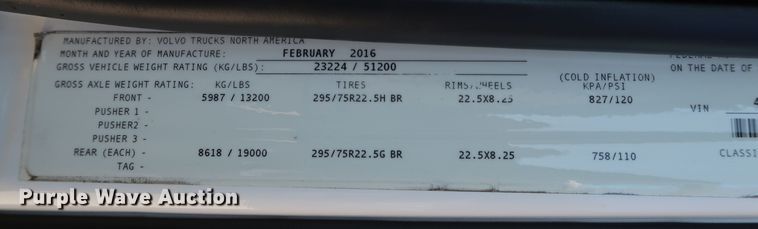 MANUFACTURED BY: VOLVO TRUCKS NORTH AMERICA
MONTH AND YEAR OF MANUFACTURE: FEBRUARY 2016
GROSS VEHICLE WEIGHT RATING (KG/LBS): 23224 / 51200
ON THE DATE OF
GROSS AXLE WEIGHT RATING: KG/LBS TIRES RIMS/WHEELS (COLD INFLATION) KPA/PSI
FRONT - 5987 / 13200 295/75R22.5H BR 22.5X8.25 827/120
VIN
PUSHER 1 -
PUSHER2 -
PUSHER 3 -
REAR (EACH) - 8618 / 19000 295/75R22.5G BR 22.5X8.25 758/110
CLASSI
TAG -
Purple Wave Auction